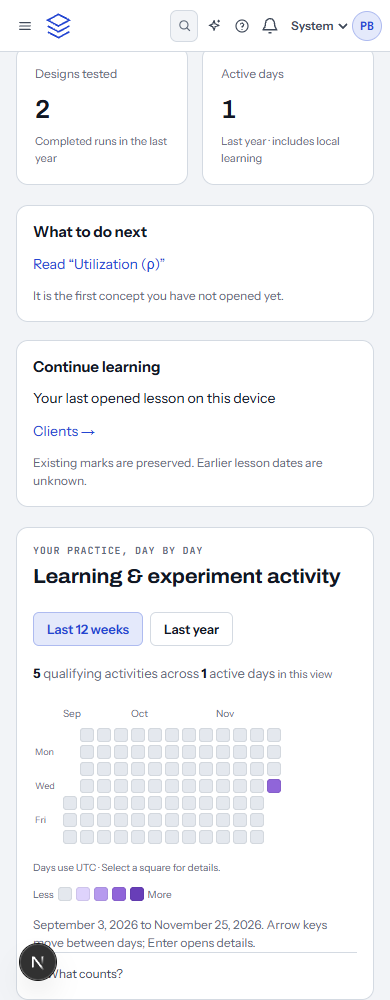 System
PB
Designs tested
Active days
2
1
Completed runs in the last
year
Last year · includes local
learning
What to do next
Read “Utilization (ρ)”
It is the first concept you have not opened yet.
Continue learning
Your last opened lesson on this device
Clients →
Existing marks are preserved. Earlier lesson dates are
unknown.
YOUR PRACTICE, DAY BY DAY
Learning & experiment activity
Last 12 weeks
Last year
5 qualifying activities across 1 active days in this view
Sep Oct Nov
Mon
Wed
Fri
Days use UTC · Select a square for details.
Less More
September 3, 2026 to November 25, 2026. Arrow keys
move between days; Enter opens details.
N
What counts?